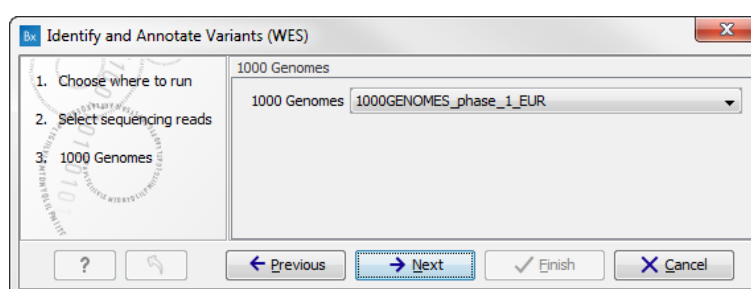 Bx Identify and Annotate Variants (WES)
1. Choose where to run
2. Select sequencing reads
3. 1000 Genomes
1000 Genomes
1000 Genomes 1000GENOMES_phase_1_EUR
? Previous Next Finish Cancel